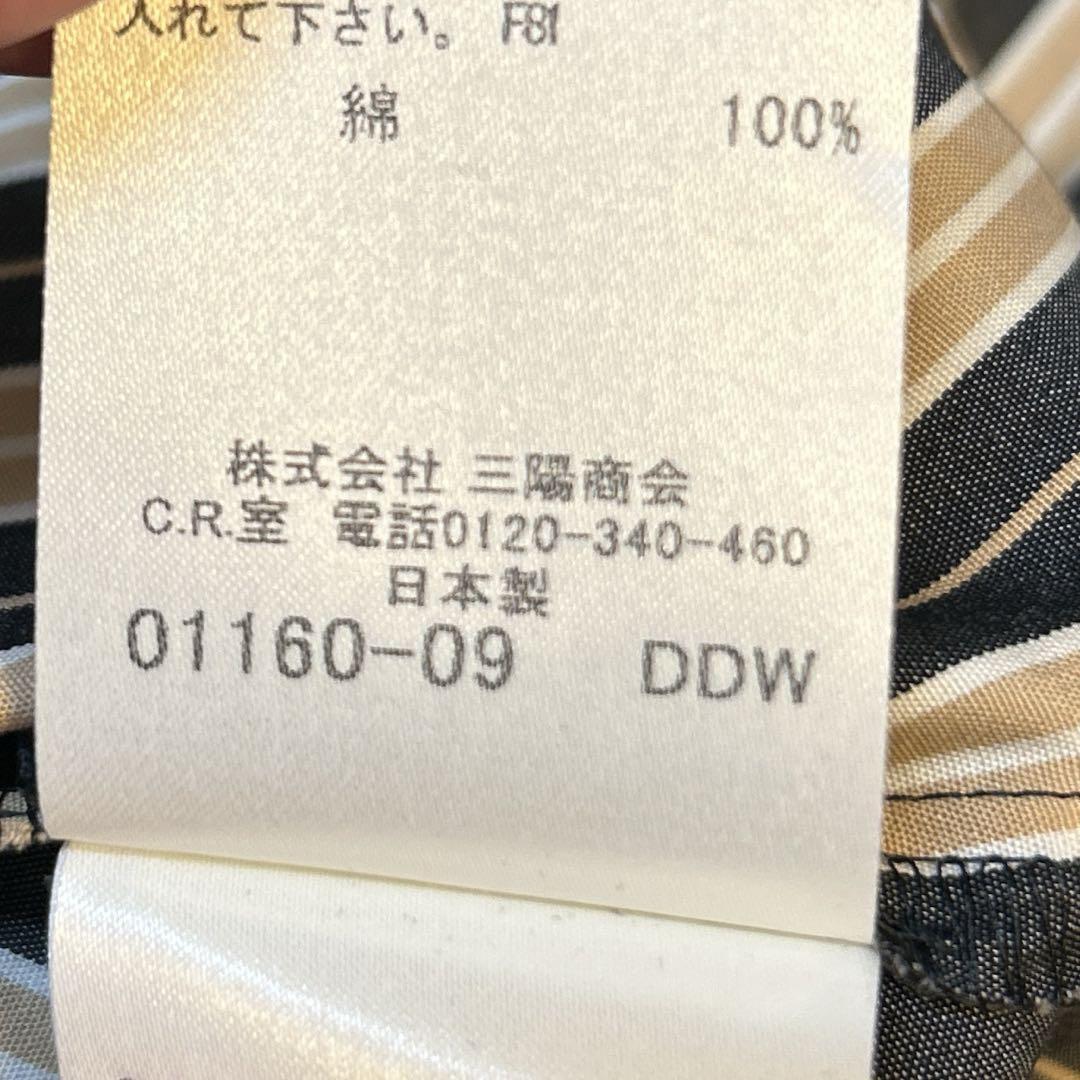 入れて下さい。 F81
綿 100%
株式会社 三陽商会
C.R.室 電話0120-340-460
日本製
01160-09 DDW